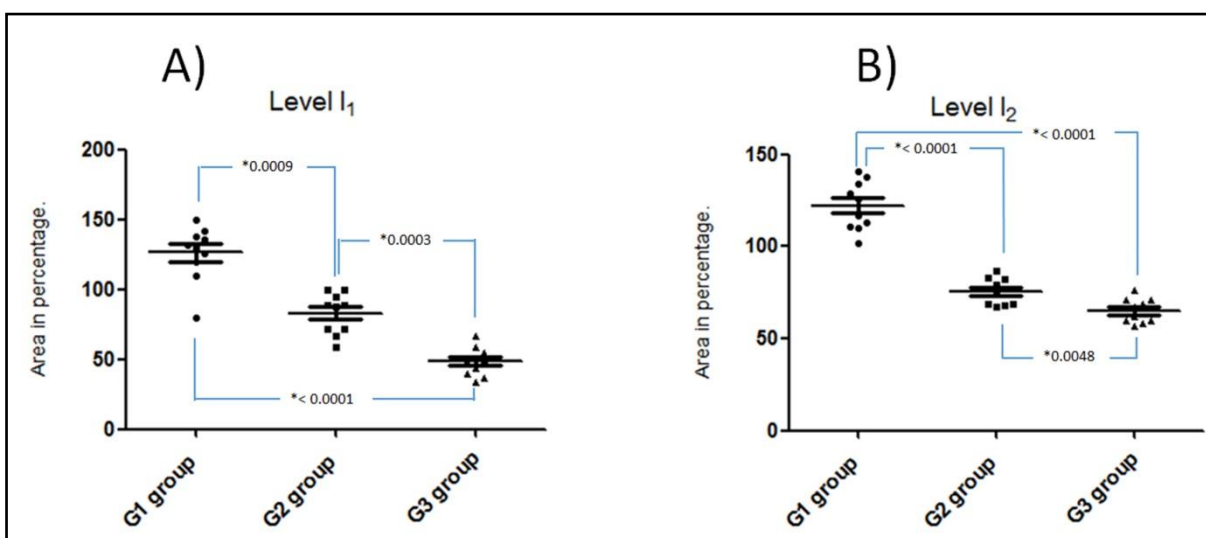 A)
Level I₁
Area in percentage.
200
150
100
50
0
*0.0009
*0.0003
*< 0.0001
G1 group
G2 group
G3 group
B)
Level I₂
Area in percentage.
150
100
50
0
*< 0.0001
*< 0.0001
*0.0048
G1 group
G2 group
G3 group